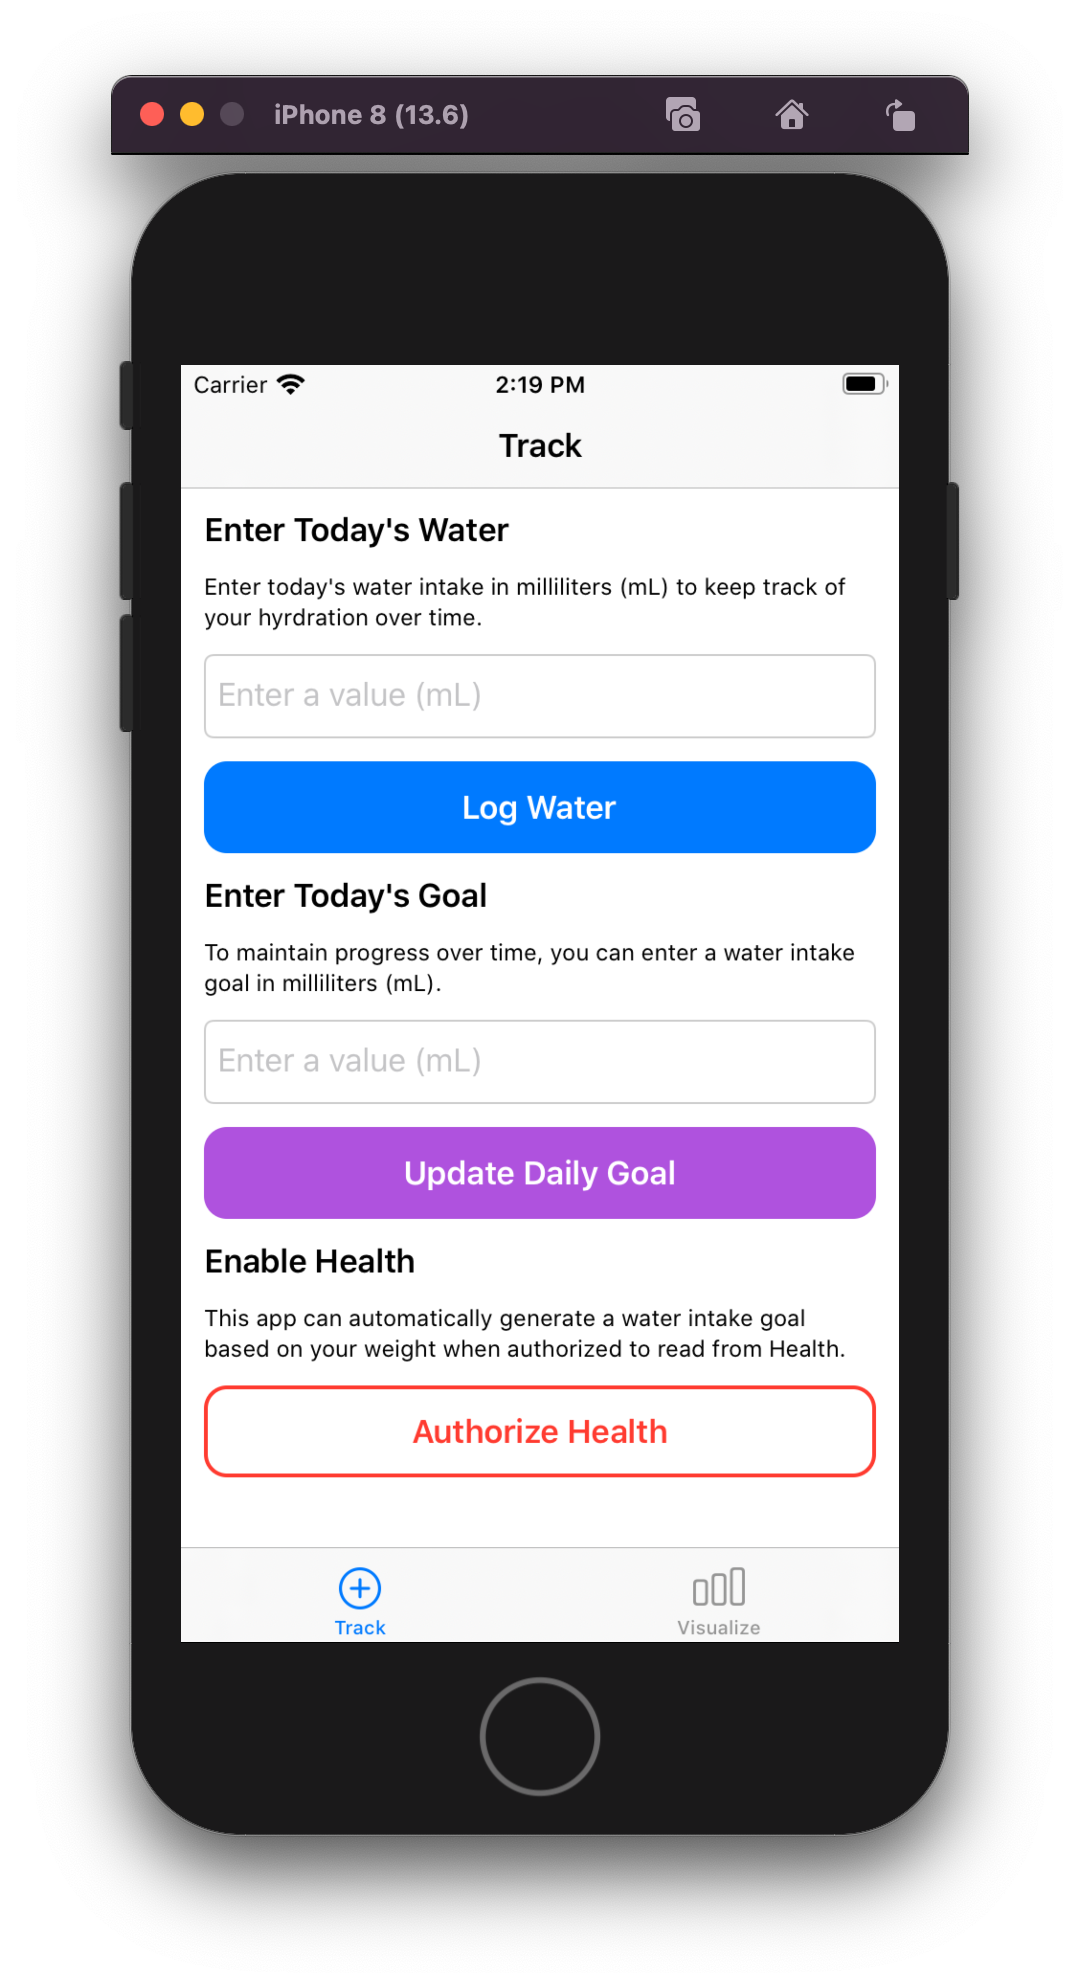 iPhone 8 (13.6)
Carrier
2:19 PM
Track
Enter Today's Water
Enter today's water intake in milliliters (mL) to keep track of
your hyrdration over time.
Enter a value (mL)
Log Water
Enter Today's Goal
To maintain progress over time, you can enter a water intake
goal in milliliters (mL).
Enter a value (mL)
Update Daily Goal
Enable Health
This app can automatically generate a water intake goal
based on your weight when authorized to read from Health.
Authorize Health
Track
Visualize